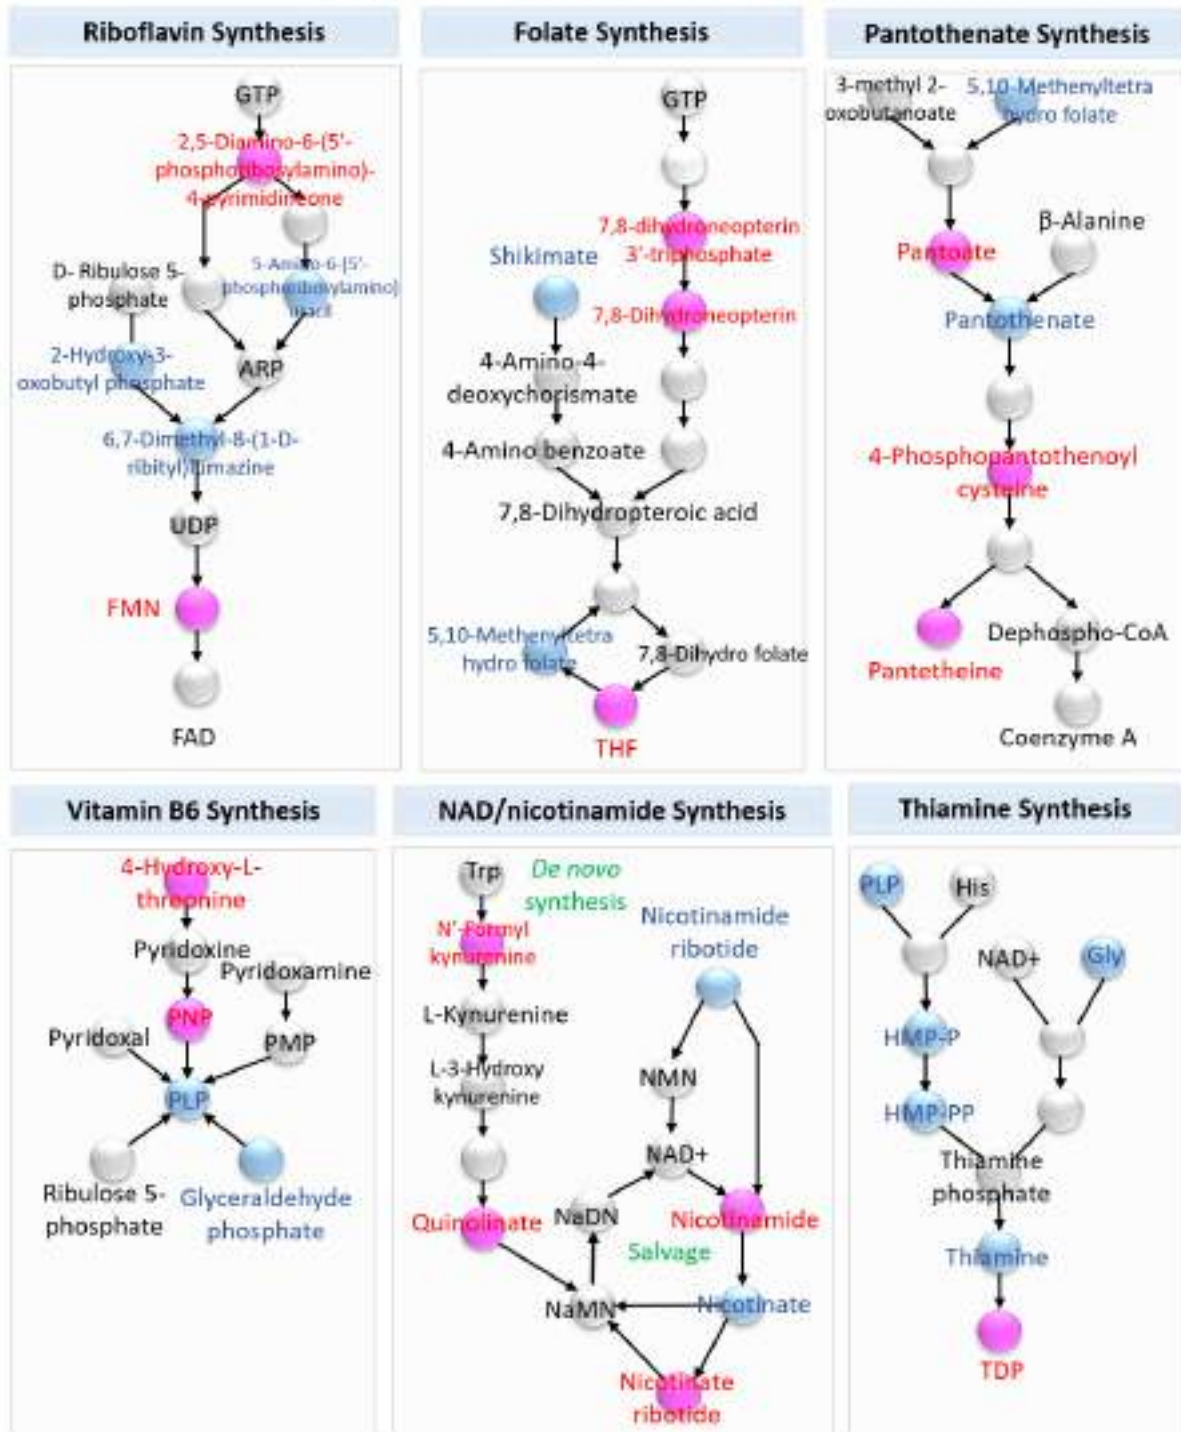 Riboflavin Synthesis
GTP
2,5-Diamino-6-(5'-
phosphoribosylamino)-
4-pyrimidineone
D- Ribulose 5-
phosphate
5-Amino-6-(5'-
phosphoribosylamino)
uracil
2-Hydroxy-3-
oxobutyl phosphate
ARP
6,7-Dimethyl-8-(1-D-
ribityl)lumazine
UDP
FMN
FAD
Folate Synthesis
GTP
7,8-dihydroneopterin
3'-triphosphate
Shikimate
7,8-Dihydroneopterin
4-Amino-4-
deoxychorismate
4-Amino benzoate
7,8-Dihydropteroic acid
5,10-Methenyltetra
hydro folate
7,8-Dihydro folate
THF
Pantothenate Synthesis
3-methyl 2-
oxobutanoate
5,10-Methenyltetra
hydro folate
Pantoate
β-Alanine
Pantothenate
4-Phosphopantothenoyl
cysteine
Pantetheine
Dephospho-CoA
Coenzyme A
Vitamin B6 Synthesis
4-Hydroxy-L-
threonine
Pyridoxine
Pyridoxamine
PNP
Pyridoxal
PMP
PLP
Ribulose 5-
phosphate
Glyceraldehyde
phosphate
NAD/nicotinamide Synthesis
Trp
De novo
synthesis
N'-Formyl
kynurenine
Nicotinamide
ribotide
L-Kynurenine
L-3-Hydroxy
kynurenine
NMN
NAD+
Quinolinate
NaDN
Nicotinamide
Salvage
NaMN
Nicotinate
Nicotinate
ribotide
Thiamine Synthesis
PLP
His
NAD+
Gly
HMP-P
HMP-PP
Thiamine
phosphate
Thiamine
TDP